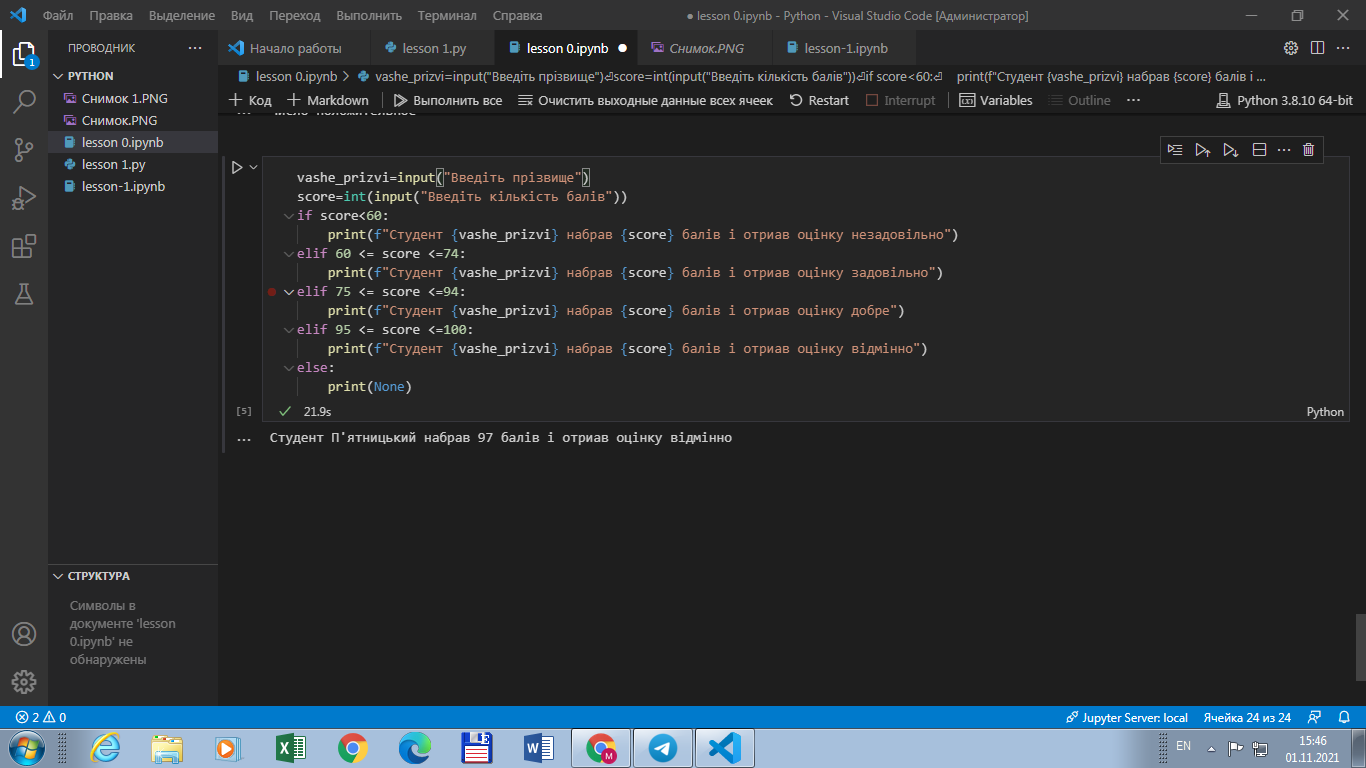 Файл Правка Выделение Вид Переход Выполнить Терминал Справка ● lesson 0.ipynb - Python - Visual Studio Code [Администратор]
ПРОВОДНИК ··· Начало работы lesson 1.py lesson 0.ipynb ● Снимок.PNG lesson-1.ipynb ···
PYTHON
Снимок 1.PNG
Снимок.PNG
lesson 0.ipynb
lesson 1.py
lesson-1.ipynb
1
lesson 0.ipynb > vashe_prizvi=input("Введіть прізвище")⏎score=int(input("Введіть кількість балів"))⏎if score<60:⏎ print(f"Студент {vashe_prizvi} набрав {score} балів і ...
+ Код + Markdown Выполнить все Очистить выходные данные всех ячеек Restart Interrupt Variables Outline ··· Python 3.8.10 64-bit
vashe_prizvi=input("Введіть прізвище")
score=int(input("Введіть кількість балів"))
if score<60:
    print(f"Студент {vashe_prizvi} набрав {score} балів і отриав оцінку незадовільно")
elif 60 <= score <=74:
    print(f"Студент {vashe_prizvi} набрав {score} балів і отриав оцінку задовільно")
elif 75 <= score <=94:
    print(f"Студент {vashe_prizvi} набрав {score} балів і отриав оцінку добре")
elif 95 <= score <=100:
    print(f"Студент {vashe_prizvi} набрав {score} балів і отриав оцінку відмінно")
else:
    print(None)
[5] ✓ 21.9s Python
··· Студент П'ятницький набрав 97 балів і отриав оцінку відмінно
СТРУКТУРА
Символы в
документе 'lesson
0.ipynb' не
обнаружены
2 0 Jupyter Server: local Ячейка 24 из 24
EN 15:46
01.11.2021